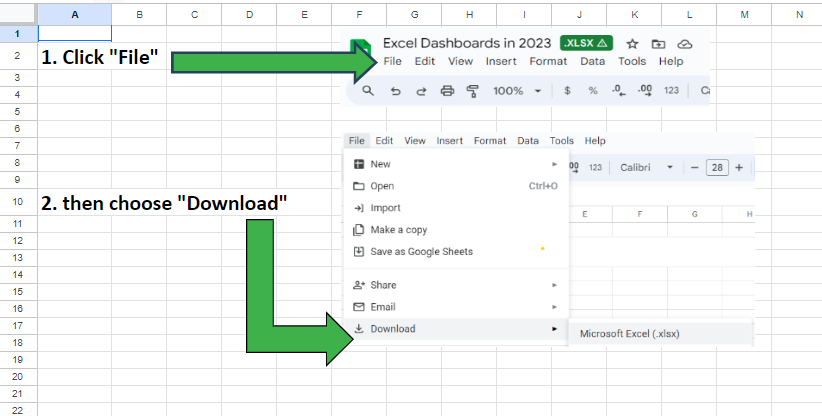 A B C D E F G H I J K L M N
1
2
1. Click "File"
Excel Dashboards in 2023 .XLSX
File Edit View Insert Format Data Tools Help
3
4
100% $ % .0 .00 123
5
6
7
File Edit View Insert Format Data Tools Help
8
New
.00 123 Calibri 28
9
Open Ctrl+O
10
2. then choose "Download"
Import
E F G H
11
Make a copy
12
Save as Google Sheets
13
14
Share
15
16
Email
17
Download
18
Microsoft Excel (.xlsx)
19
20
21
22